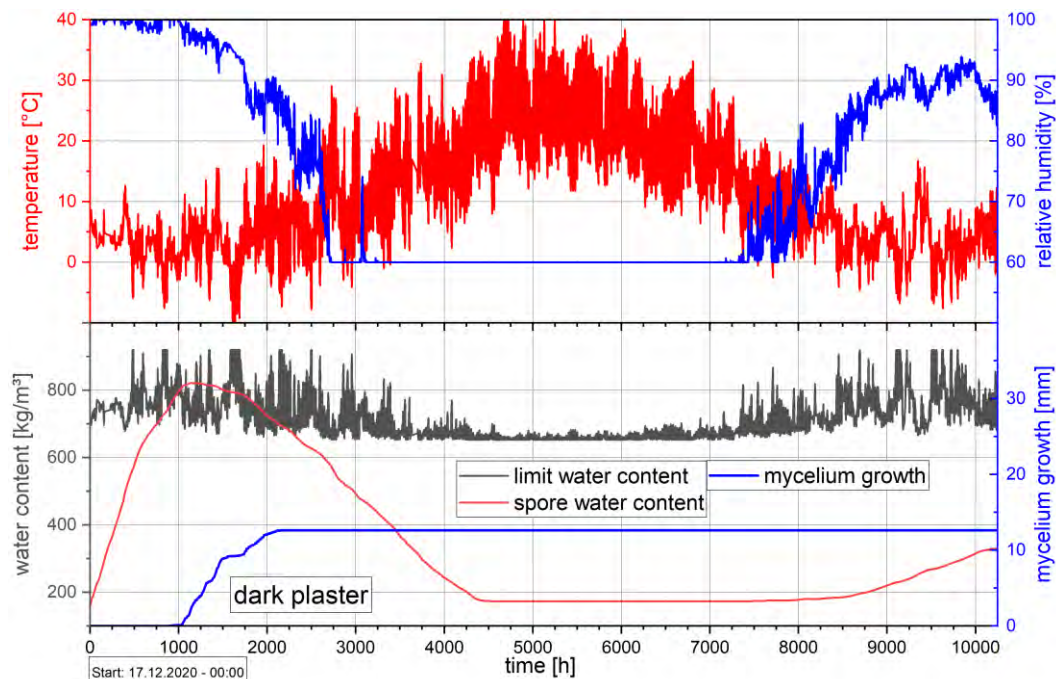 40
30
20
10
0
temperature [°C]
100
90
80
70
60
relative humidity [%]
800
600
400
200
water content [kg/m³]
30
20
10
0
mycelium growth [mm]
limit water content
spore water content
mycelium growth
dark plaster
0 1000 2000 3000 4000 5000 6000 7000 8000 9000 10000
time [h]
Start: 17.12.2020 - 00:00